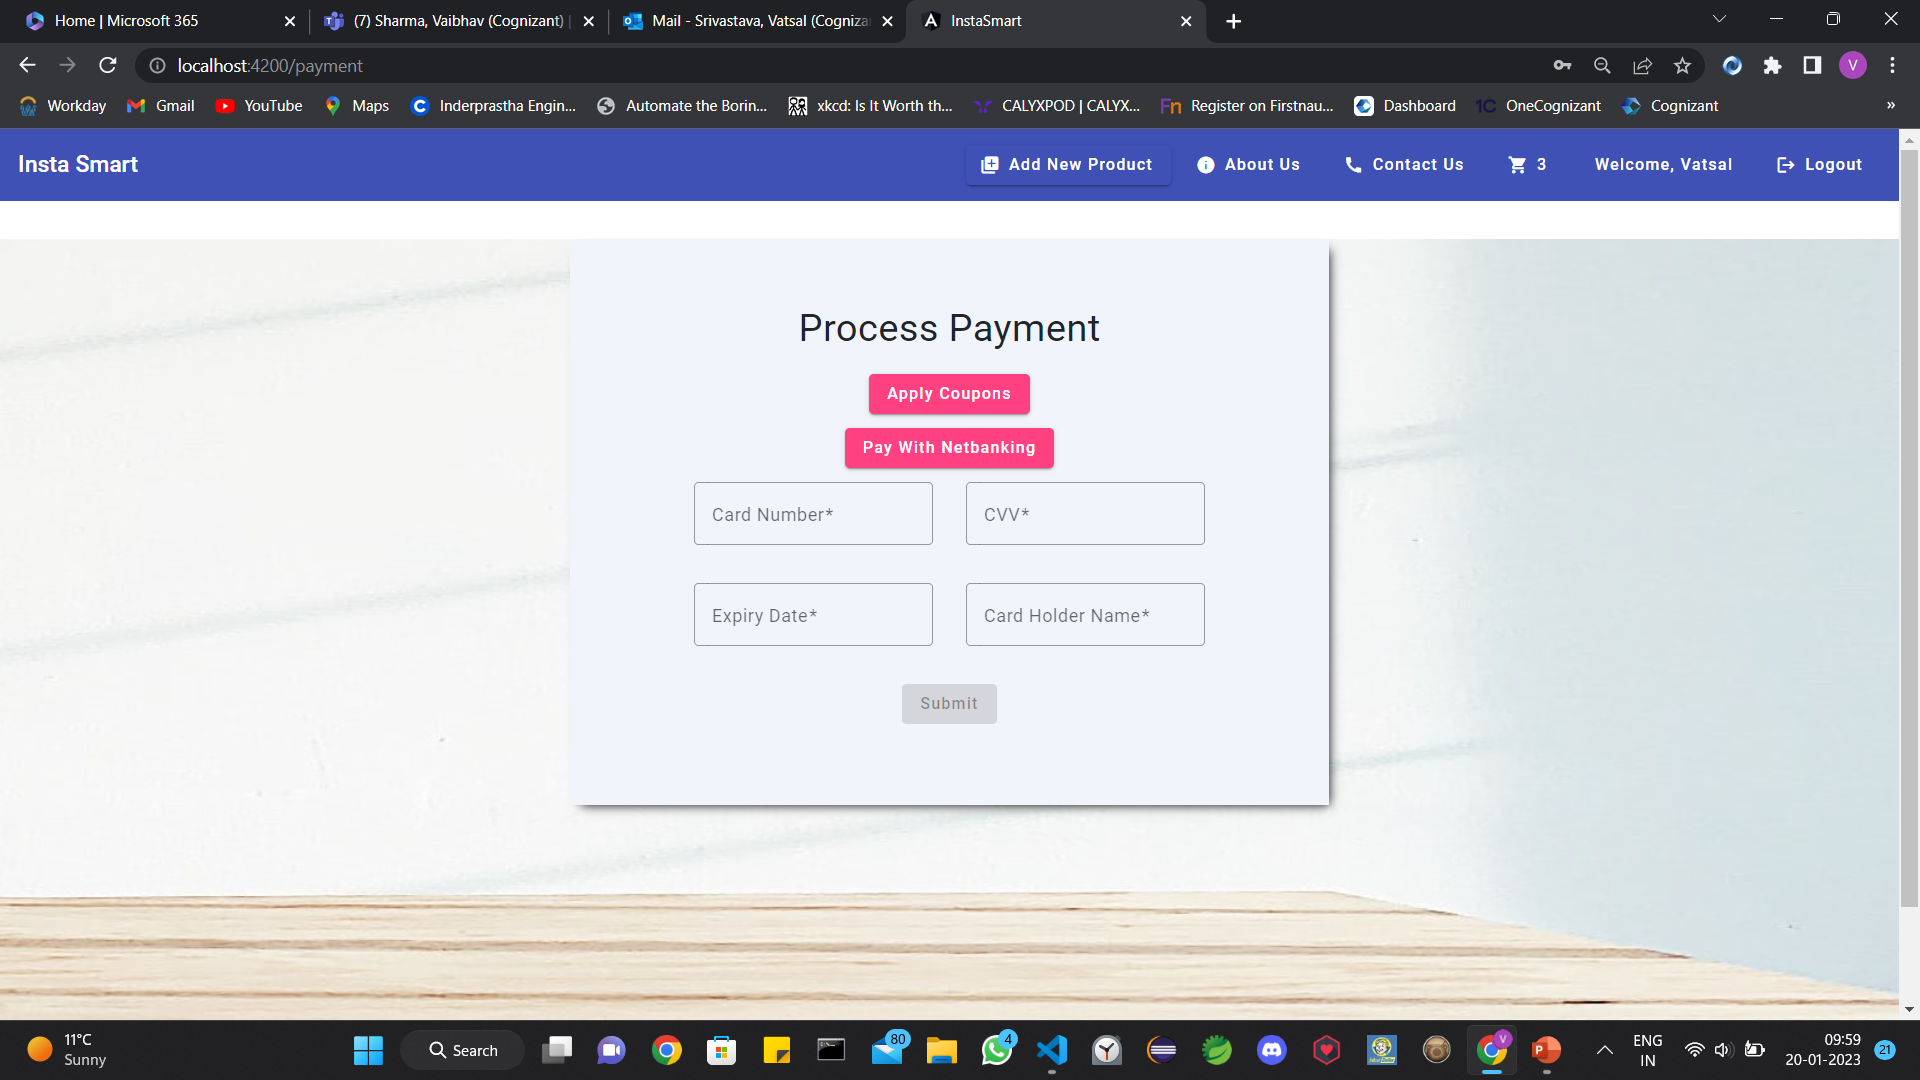 Home | Microsoft 365
(7) Sharma, Vaibhav (Cognizant) |
Mail - Srivastava, Vatsal (Cogniza
InstaSmart
localhost:4200/payment
V
Workday
Gmail
YouTube
Maps
Inderprastha Engin...
Automate the Borin...
xkcd: Is It Worth th...
CALYXPOD | CALYX...
Fn Register on Firstnau...
Dashboard
1C OneCognizant
Cognizant
»
Insta Smart
Add New Product
About Us
Contact Us
3
Welcome, Vatsal
Logout
Process Payment
Apply Coupons
Pay With Netbanking
Card Number*
CVV*
Expiry Date*
Card Holder Name*
Submit
11°C
Sunny
Search
80
4
V
ENG
IN
09:59
20-01-2023
21